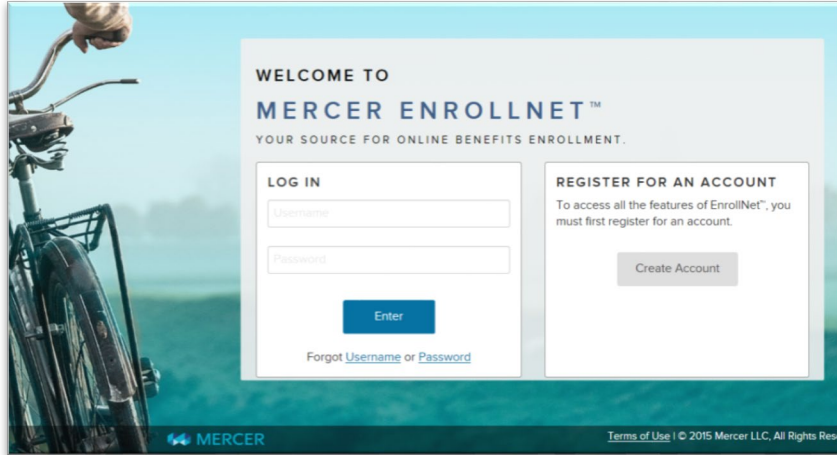 WELCOME TO
MERCER ENROLLNET™
YOUR SOURCE FOR ONLINE BENEFITS ENROLLMENT.
LOG IN
Username
Password
Enter
Forgot Username or Password
REGISTER FOR AN ACCOUNT
To access all the features of EnrollNet™, you
must first register for an account.
Create Account
MERCER
Terms of Use | © 2015 Mercer LLC, All Rights Res